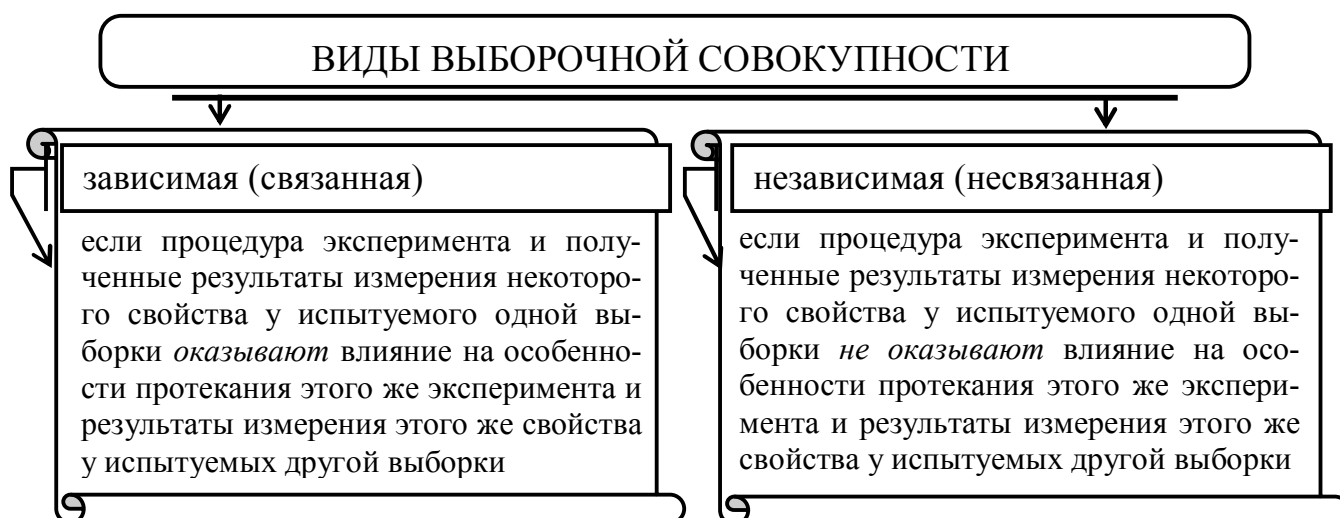 ВИДЫ ВЫБОРОЧНОЙ СОВОКУПНОСТИ
зависимая (связанная)
если процедура эксперимента и полу-
ченные результаты измерения некоторо-
го свойства у испытуемого одной вы-
борки оказывают влияние на особенно-
сти протекания этого же эксперимента и
результаты измерения этого же свойства
у испытуемых другой выборки
независимая (несвязанная)
если процедура эксперимента и полу-
ченные результаты измерения некоторо-
го свойства у испытуемого одной вы-
борки не оказывают влияние на осо-
бенности протекания этого же экспери-
мента и результаты измерения этого же
свойства у испытуемых другой выборки